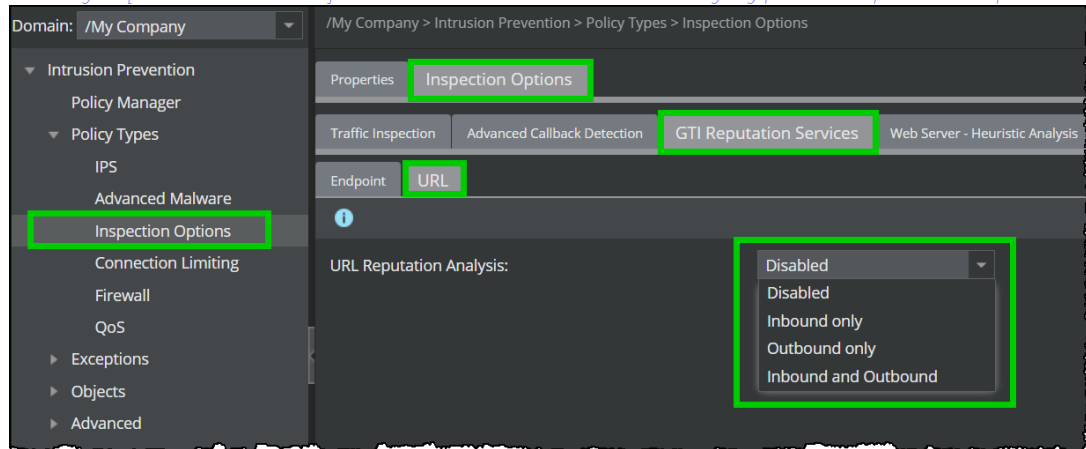 Domain: /My Company
/My Company > Intrusion Prevention > Policy Types > Inspection Options
Intrusion Prevention
Policy Manager
Policy Types
IPS
Advanced Malware
Inspection Options
Connection Limiting
Firewall
QoS
Exceptions
Objects
Advanced
Properties Inspection Options
Traffic Inspection Advanced Callback Detection GTI Reputation Services Web Server - Heuristic Analysis
Endpoint URL
URL Reputation Analysis: Disabled
Disabled
Inbound only
Outbound only
Inbound and Outbound